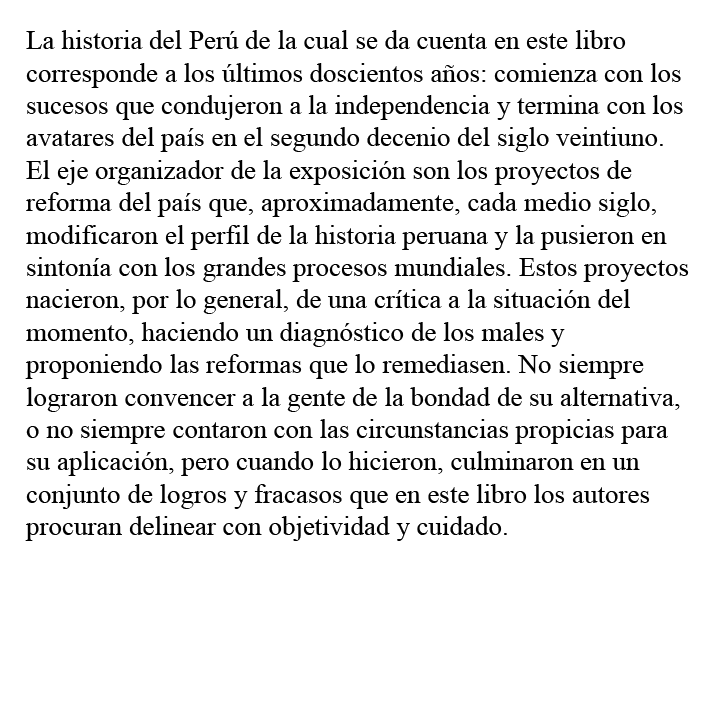 La historia del Perú de la cual se da cuenta en este libro
corresponde a los últimos doscientos años: comienza con los
sucesos que condujeron a la independencia y termina con los
avatares del país en el segundo decenio del siglo veintiuno.
El eje organizador de la exposición son los proyectos de
reforma del país que, aproximadamente, cada medio siglo,
modificaron el perfil de la historia peruana y la pusieron en
sintonía con los grandes procesos mundiales. Estos proyectos
nacieron, por lo general, de una crítica a la situación del
momento, haciendo un diagnóstico de los males y
proponiendo las reformas que lo remediasen. No siempre
lograron convencer a la gente de la bondad de su alternativa,
o no siempre contaron con las circunstancias propicias para
su aplicación, pero cuando lo hicieron, culminaron en un
conjunto de logros y fracasos que en este libro los autores
procuran delinear con objetividad y cuidado.